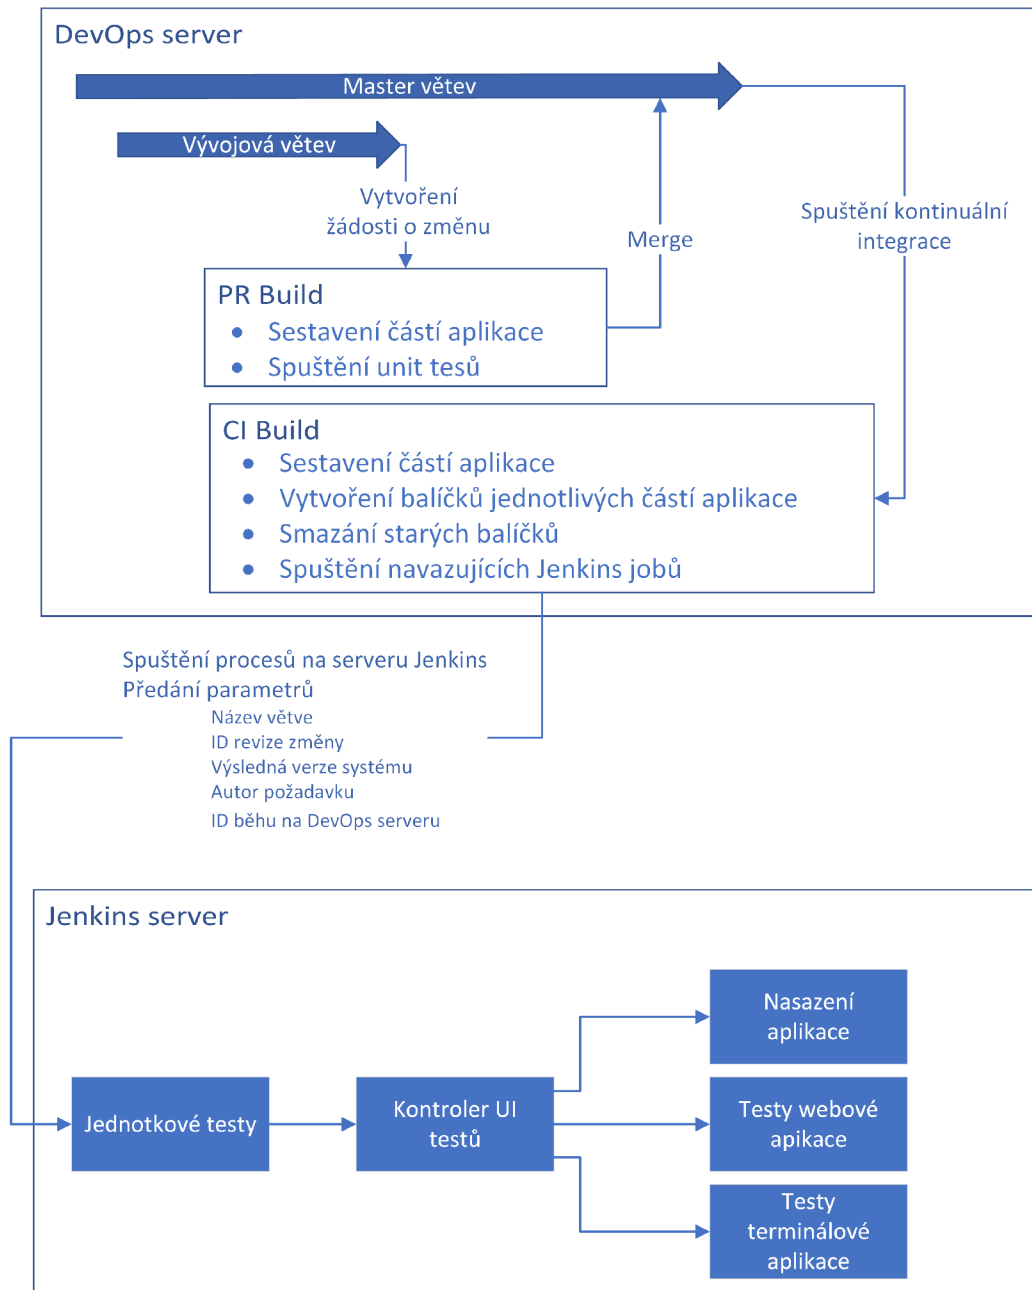 DevOps server
Master větev
Vývojová větev
Vytvoření
žádosti o změnu
Merge
Spuštění kontinuální
integrace
PR Build
• Sestavení částí aplikace
• Spuštění unit tesů
CI Build
• Sestavení částí aplikace
• Vytvoření balíčků jednotlivých částí aplikace
• Smazání starých balíčků
• Spuštění navazujících Jenkins jobů
Spuštění procesů na serveru Jenkins
Předání parametrů
Název větve
ID revize změny
Výsledná verze systému
Autor požadavku
ID běhu na DevOps serveru
Jenkins server
Jednotkové testy
Kontroler UI
testů
Nasazení
aplikace
Testy webové
apikace
Testy
terminálové
aplikace